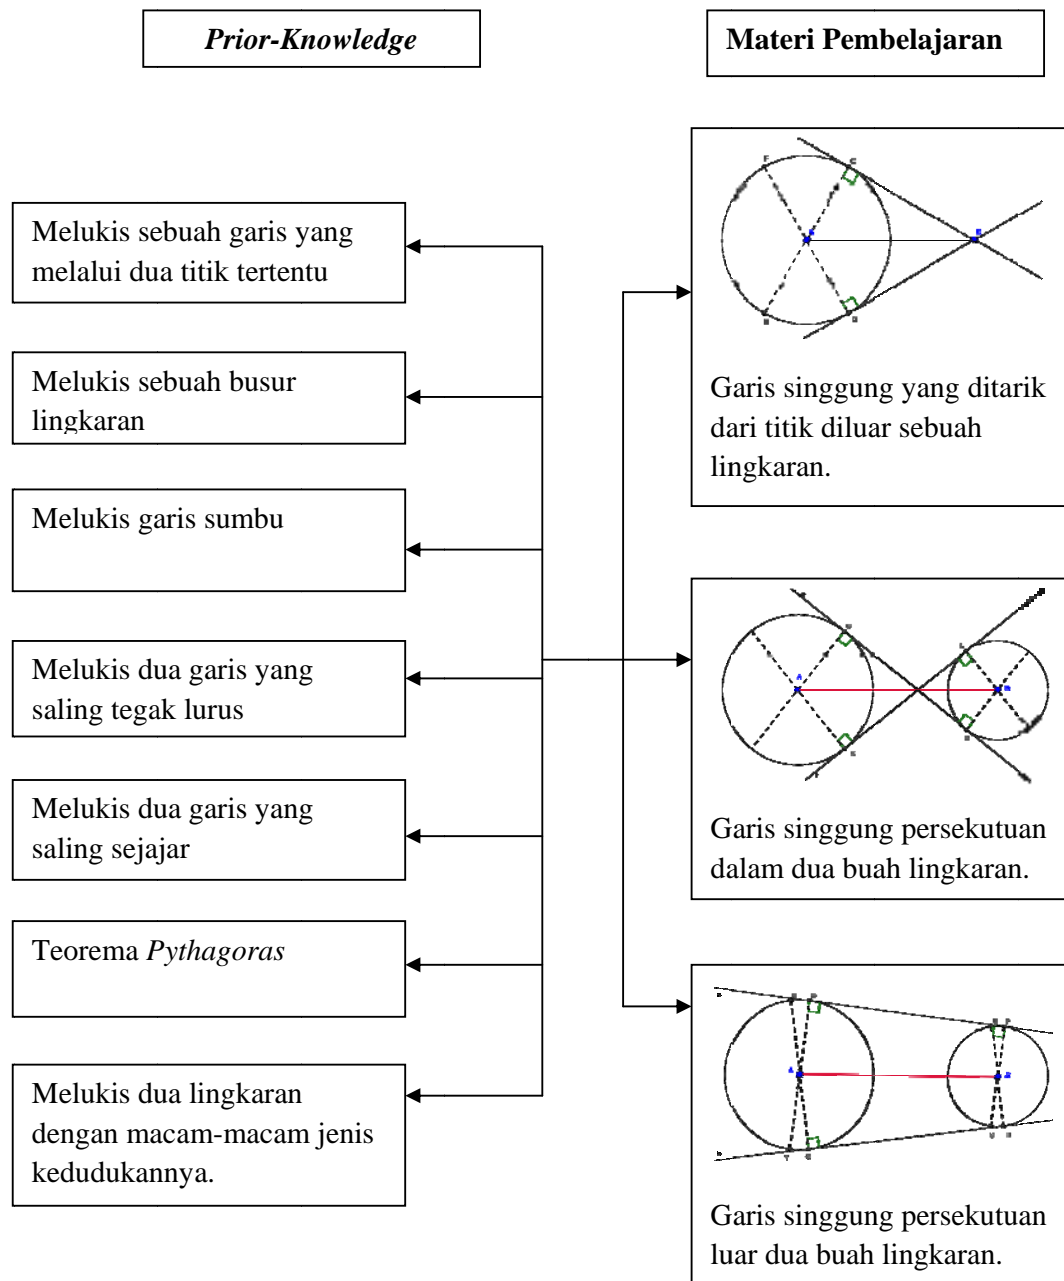 Prior-Knowledge
Materi Pembelajaran
Melukis sebuah garis yang
melalui dua titik tertentu
Melukis sebuah busur
lingkaran
Melukis garis sumbu
Melukis dua garis yang
saling tegak lurus
Melukis dua garis yang
saling sejajar
Teorema Pythagoras
Melukis dua lingkaran
dengan macam-macam jenis
kedudukannya.
Garis singgung yang ditarik
dari titik diluar sebuah
lingkaran.
Garis singgung persekutuan
dalam dua buah lingkaran.
Garis singgung persekutuan
luar dua buah lingkaran.